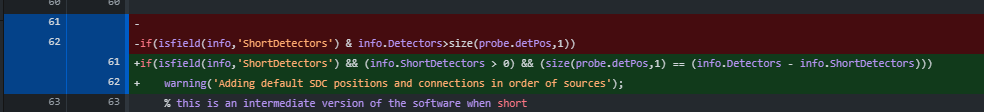 60 60
61 -
62 -if(isfield(info,'ShortDetectors') & info.Detectors>size(probe.detPos,1))
61 +if(isfield(info,'ShortDetectors') && (info.ShortDetectors > 0) && (size(probe.detPos,1) == (info.Detectors - info.ShortDetectors)))
62 + warning('Adding default SDC positions and connections in order of sources');
63 63 % this is an intermediate version of the software when short